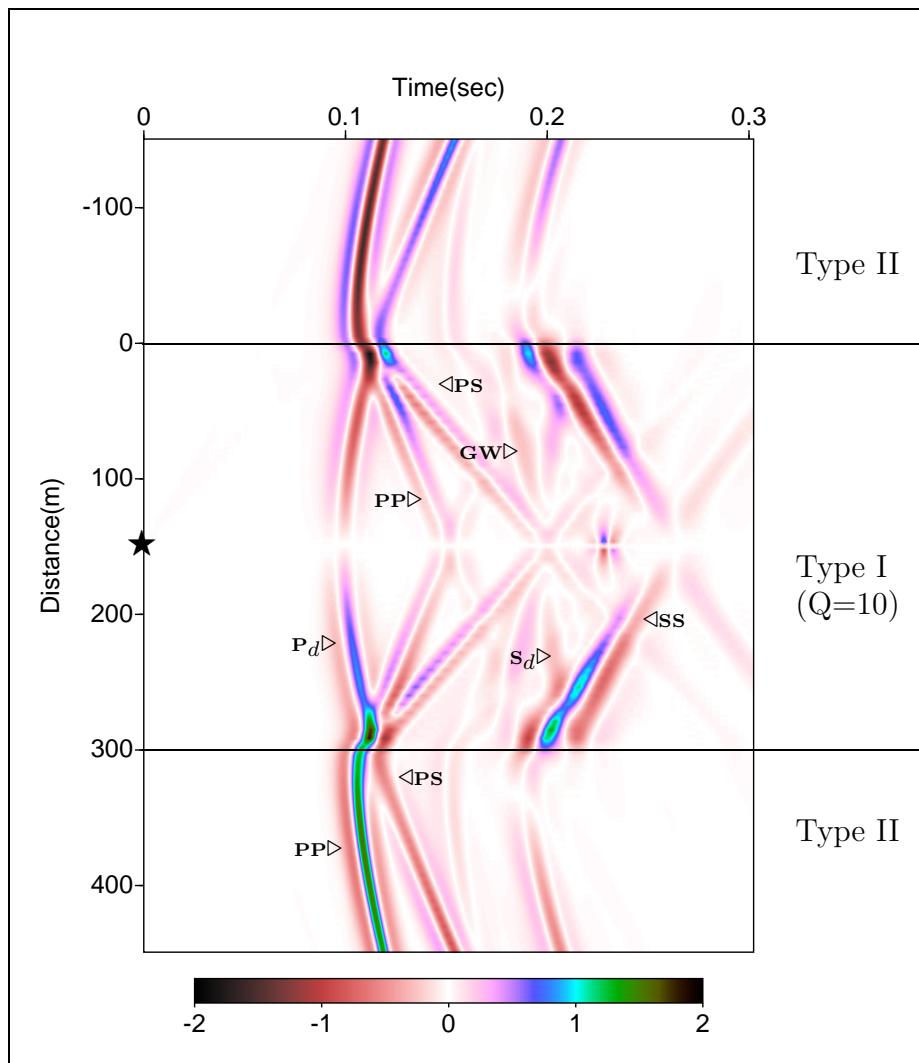 Time(sec)
0 0.1 0.2 0.3
-100
Type II
0
◁PS
GW▷
100
PP▷
Distance(m)
Type I
(Q=10)
200
◁SS
P_d▷
S_d▷
300
◁PS
Type II
PP▷
400
-2 -1 0 1 2